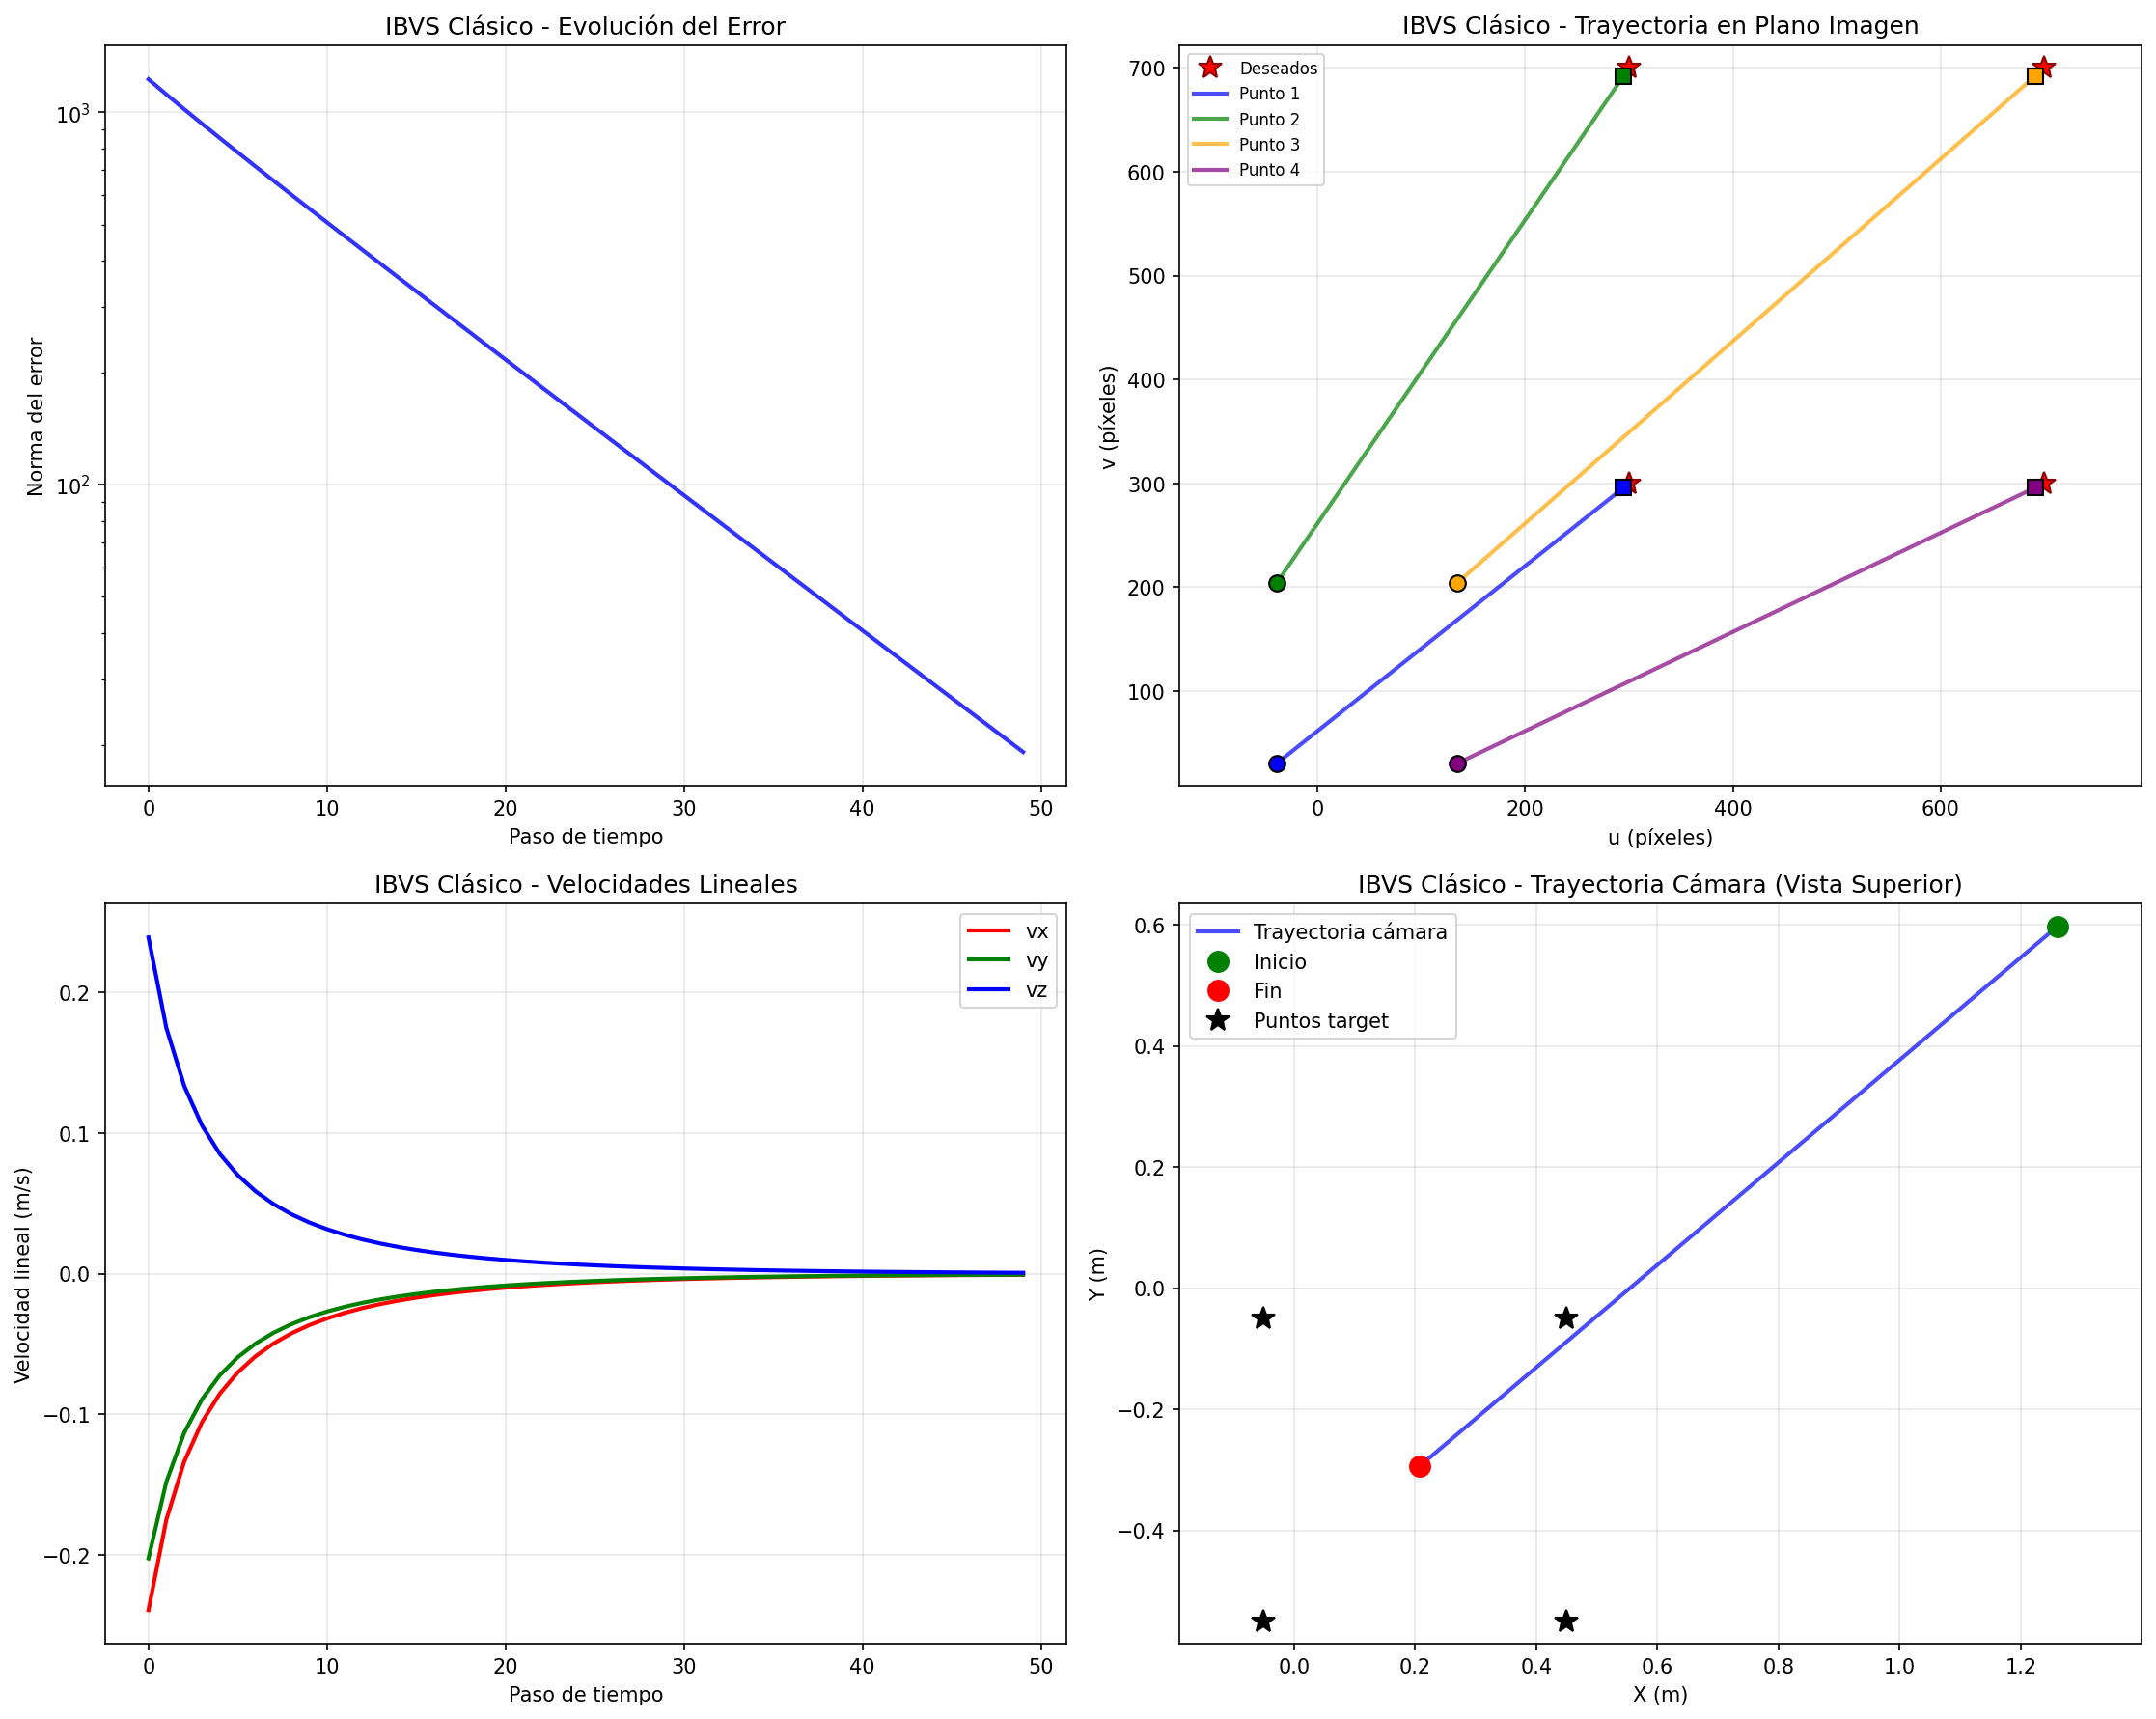 IBVS Clásico - Evolución del Error
10³
10²
Norma del error
0 10 20 30 40 50
Paso de tiempo
IBVS Clásico - Trayectoria en Plano Imagen
Deseados
Punto 1
Punto 2
Punto 3
Punto 4
700
600
500
400
300
200
100
v (píxeles)
0 200 400 600
u (píxeles)
IBVS Clásico - Velocidades Lineales
vx
vy
vz
0.2
0.1
0.0
−0.1
−0.2
Velocidad lineal (m/s)
0 10 20 30 40 50
Paso de tiempo
IBVS Clásico - Trayectoria Cámara (Vista Superior)
Trayectoria cámara
Inicio
Fin
Puntos target
0.6
0.4
0.2
0.0
−0.2
−0.4
Y (m)
0.0 0.2 0.4 0.6 0.8 1.0 1.2
X (m)